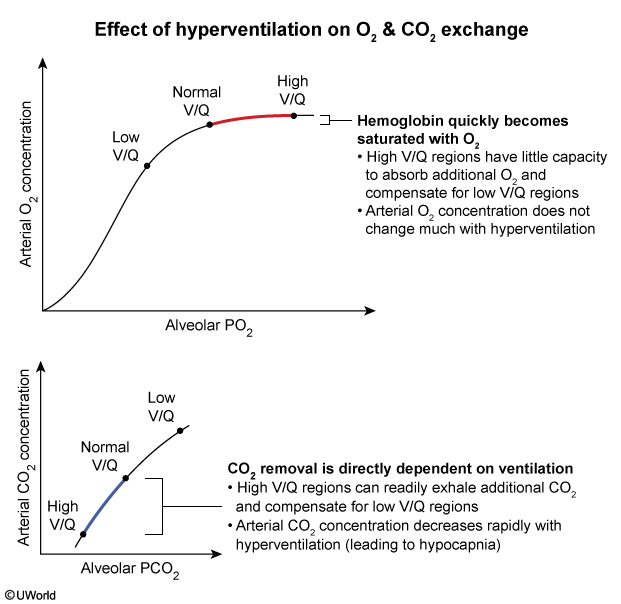 Effect of hyperventilation on O₂ & CO₂ exchange
Arterial O₂ concentration
Low
V/Q
Normal
V/Q
High
V/Q
Alveolar PO₂
Hemoglobin quickly becomes
saturated with O₂
• High V/Q regions have little capacity
to absorb additional O₂ and
compensate for low V/Q regions
• Arterial O₂ concentration does not
change much with hyperventilation
Arterial CO₂ concentration
Low
V/Q
Normal
V/Q
High
V/Q
Alveolar PCO₂
CO₂ removal is directly dependent on ventilation
• High V/Q regions can readily exhale additional CO₂
and compensate for low V/Q regions
• Arterial CO₂ concentration decreases rapidly with
hyperventilation (leading to hypocapnia)
©UWorld